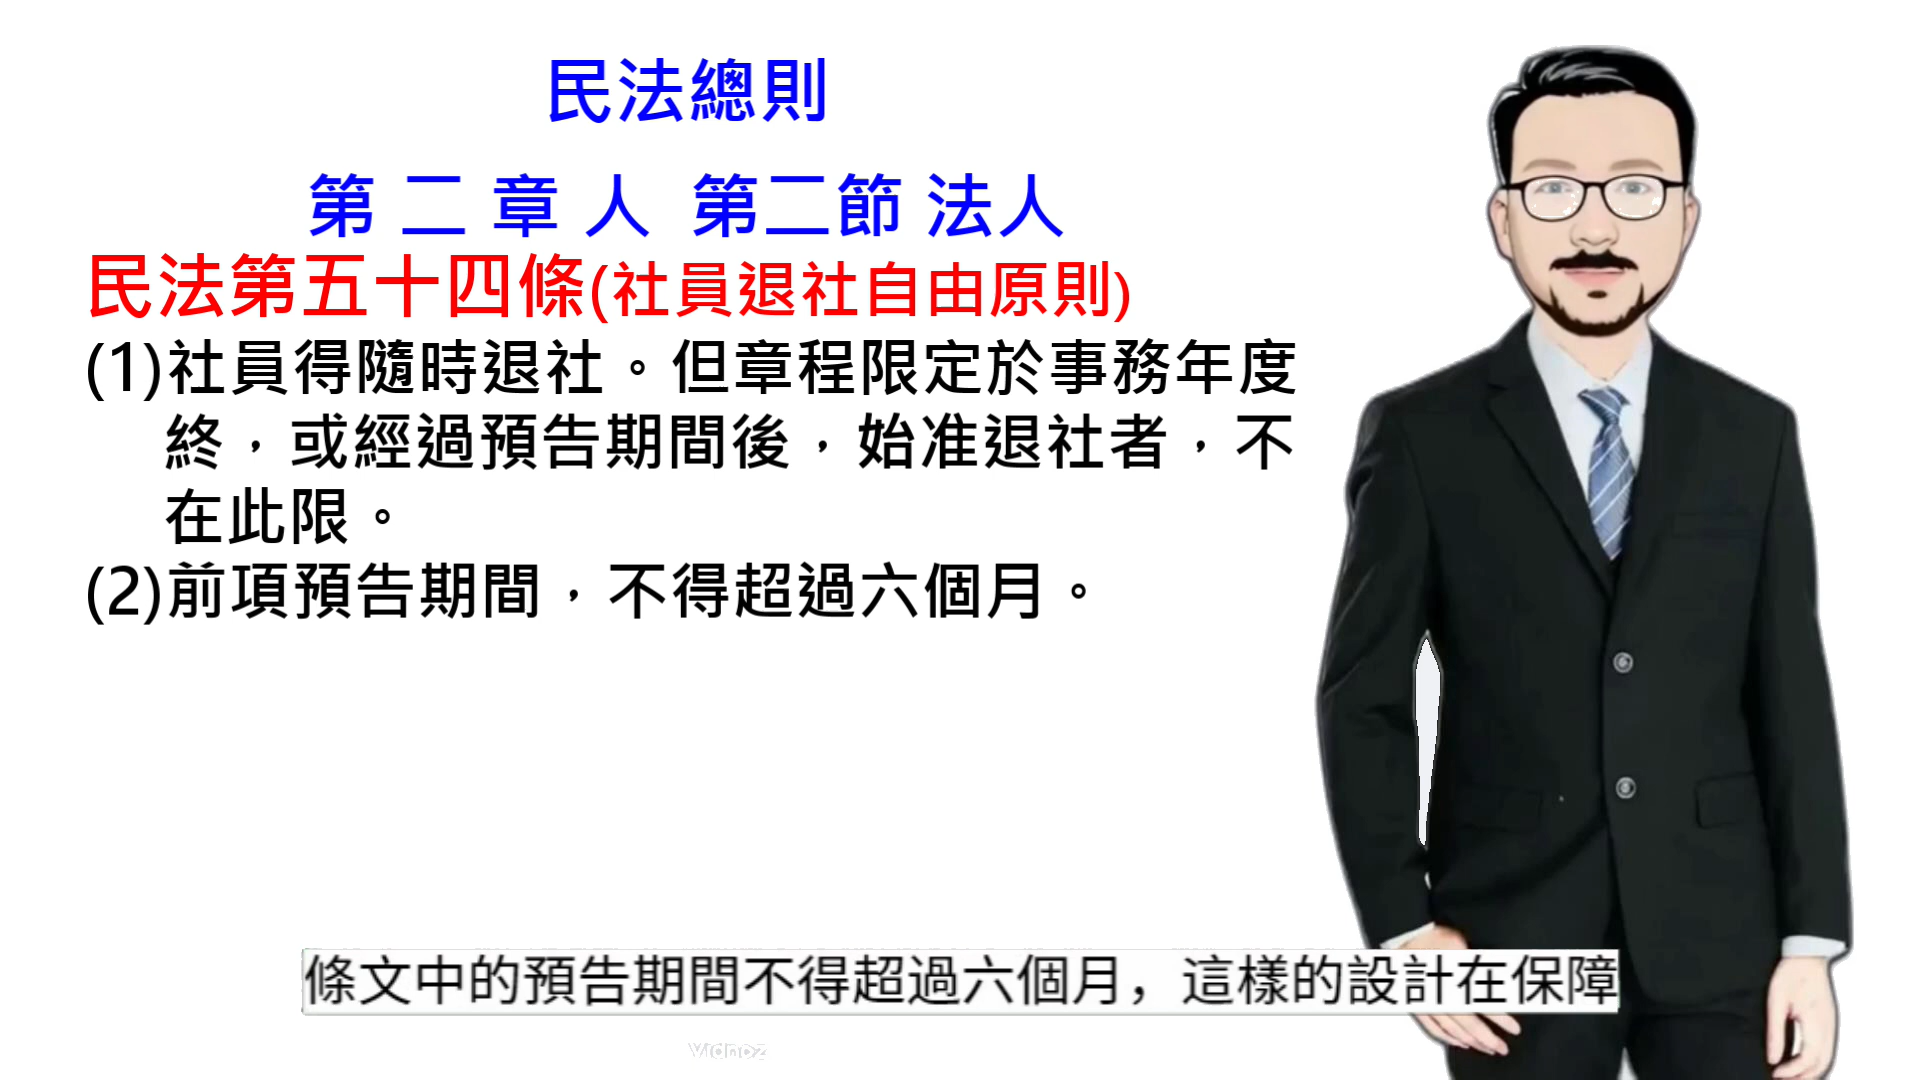 民法總則
第 二 章 人 第二節 法人
民法第五十四條(社員退社自由原則)
(1)社員得隨時退社。但章程限定於事務年度
終，或經過預告期間後，始准退社者，不
在此限。
(2)前項預告期間，不得超過六個月。
條文中的預告期間不得超過六個月，這樣的設計在保障
Vidnoz